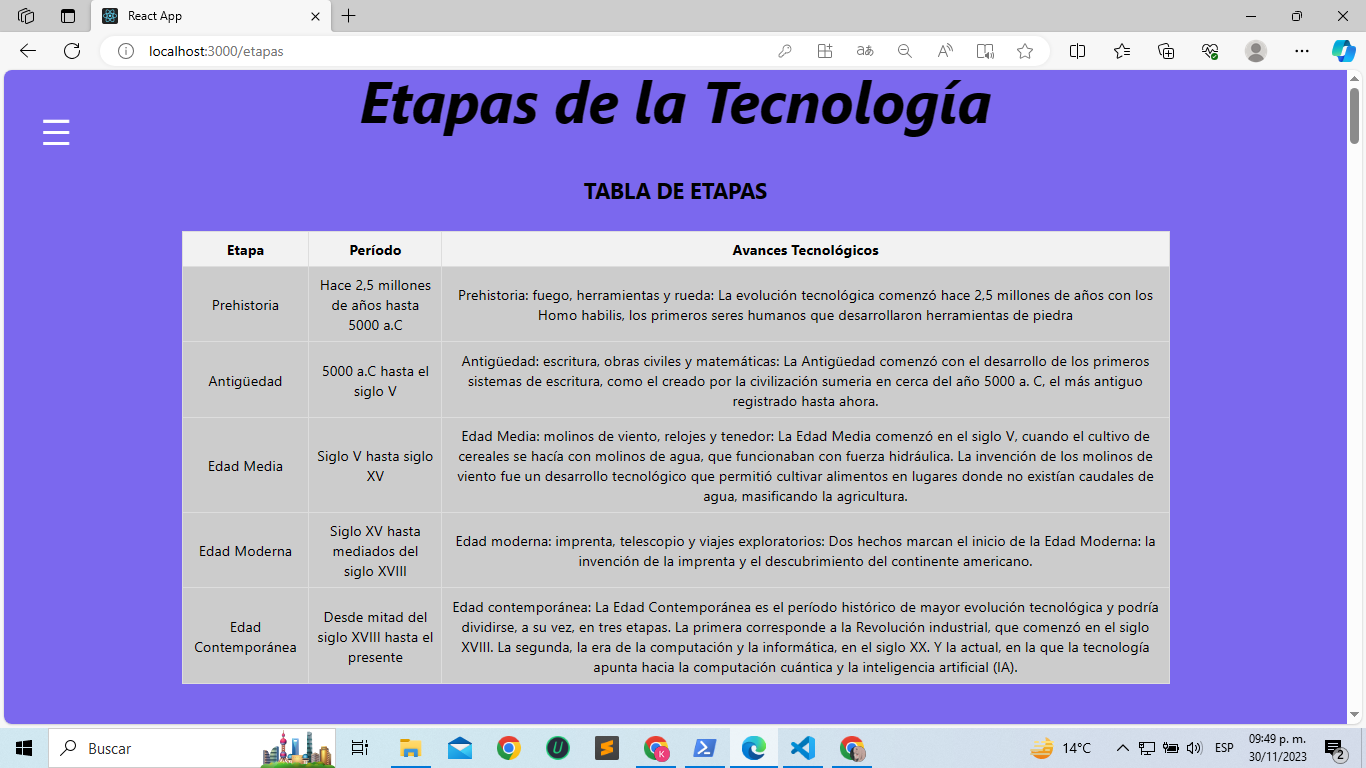 React App
localhost:3000/etapas
Etapas de la Tecnología
TABLA DE ETAPAS
Etapa
Período
Avances Tecnológicos
Prehistoria
Hace 2,5 millones
de años hasta
5000 a.C
Prehistoria: fuego, herramientas y rueda: La evolución tecnológica comenzó hace 2,5 millones de años con los
Homo habilis, los primeros seres humanos que desarrollaron herramientas de piedra
Antigüedad
5000 a.C hasta el
siglo V
Antigüedad: escritura, obras civiles y matemáticas: La Antigüedad comenzó con el desarrollo de los primeros
sistemas de escritura, como el creado por la civilización sumeria en cerca del año 5000 a. C, el más antiguo
registrado hasta ahora.
Edad Media
Siglo V hasta siglo
XV
Edad Media: molinos de viento, relojes y tenedor: La Edad Media comenzó en el siglo V, cuando el cultivo de
cereales se hacía con molinos de agua, que funcionaban con fuerza hidráulica. La invención de los molinos de
viento fue un desarrollo tecnológico que permitió cultivar alimentos en lugares donde no existían caudales de
agua, masificando la agricultura.
Edad Moderna
Siglo XV hasta
mediados del
siglo XVIII
Edad moderna: imprenta, telescopio y viajes exploratorios: Dos hechos marcan el inicio de la Edad Moderna: la
invención de la imprenta y el descubrimiento del continente americano.
Edad
Contemporánea
Desde mitad del
siglo XVIII hasta el
presente
Edad contemporánea: La Edad Contemporánea es el período histórico de mayor evolución tecnológica y podría
dividirse, a su vez, en tres etapas. La primera corresponde a la Revolución industrial, que comenzó en el siglo
XVIII. La segunda, la era de la computación y la informática, en el siglo XX. Y la actual, en la que la tecnología
apunta hacia la computación cuántica y la inteligencia artificial (IA).
Buscar
14°C
ESP
09:49 p. m.
30/11/2023
2